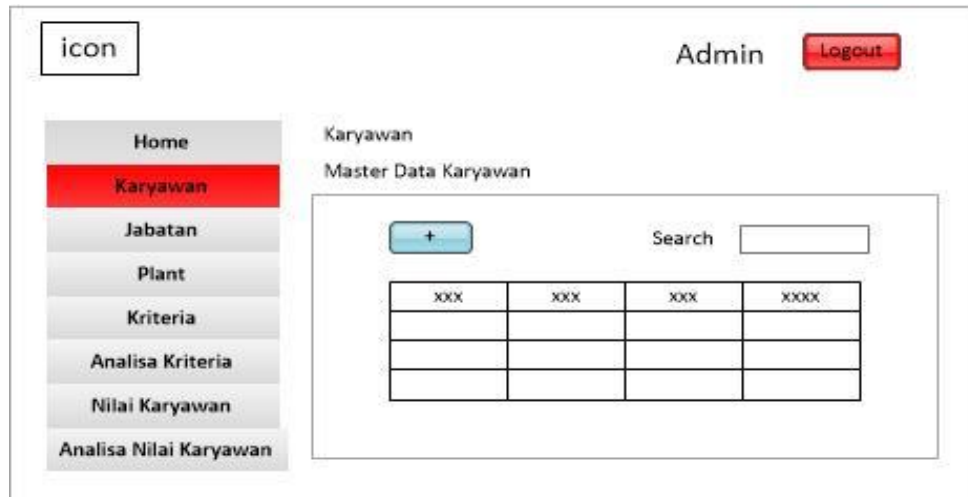 icon
Admin
Logout
Home
Karyawan
Jabatan
Plant
Kriteria
Analisa Kriteria
Nilai Karyawan
Analisa Nilai Karyawan
Karyawan
Master Data Karyawan
+
Search
xxx xxx xxx xxxx